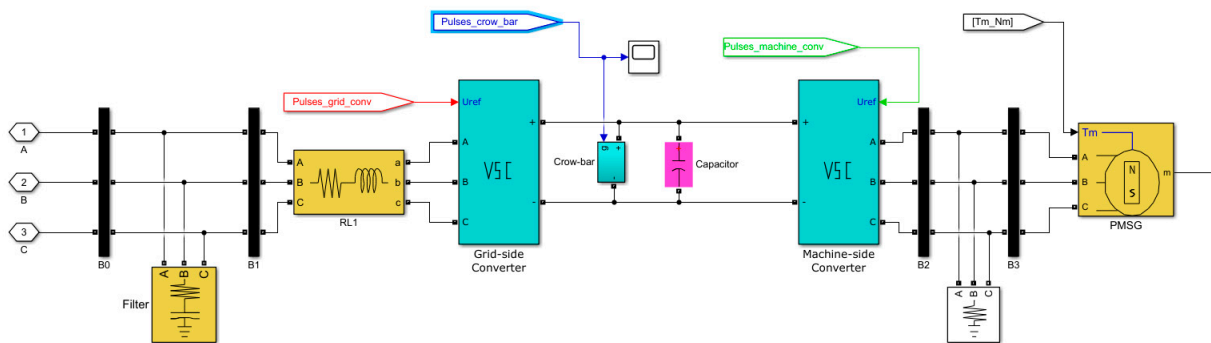 Pulses_crow_bar
[Tm_Nm]
Pulses_machine_conv
Pulses_grid_conv
Uref
Uref
1
A
2
B
3
C
B0
A
B
C
Filter
B1
A
B
C
a
b
c
RL1
A
B
C
VSC
+
-
Grid-side
Converter
g
+
-
Crow-bar
+
Capacitor
+
-
VSC
A
B
C
Machine-side
Converter
B2
A
B
C
B3
Tm
A
B
C
N
S
m
PMSG